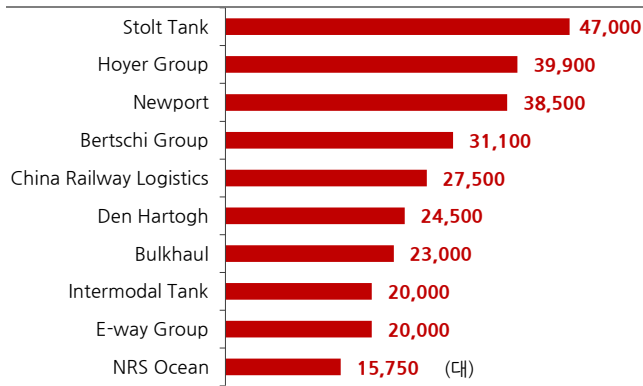 Stolt Tank 47,000
Hoyer Group 39,900
Newport 38,500
Bertschi Group 31,100
China Railway Logistics 27,500
Den Hartogh 24,500
Bulkhaul 23,000
Intermodal Tank 20,000
E-way Group 20,000
NRS Ocean 15,750 (대)